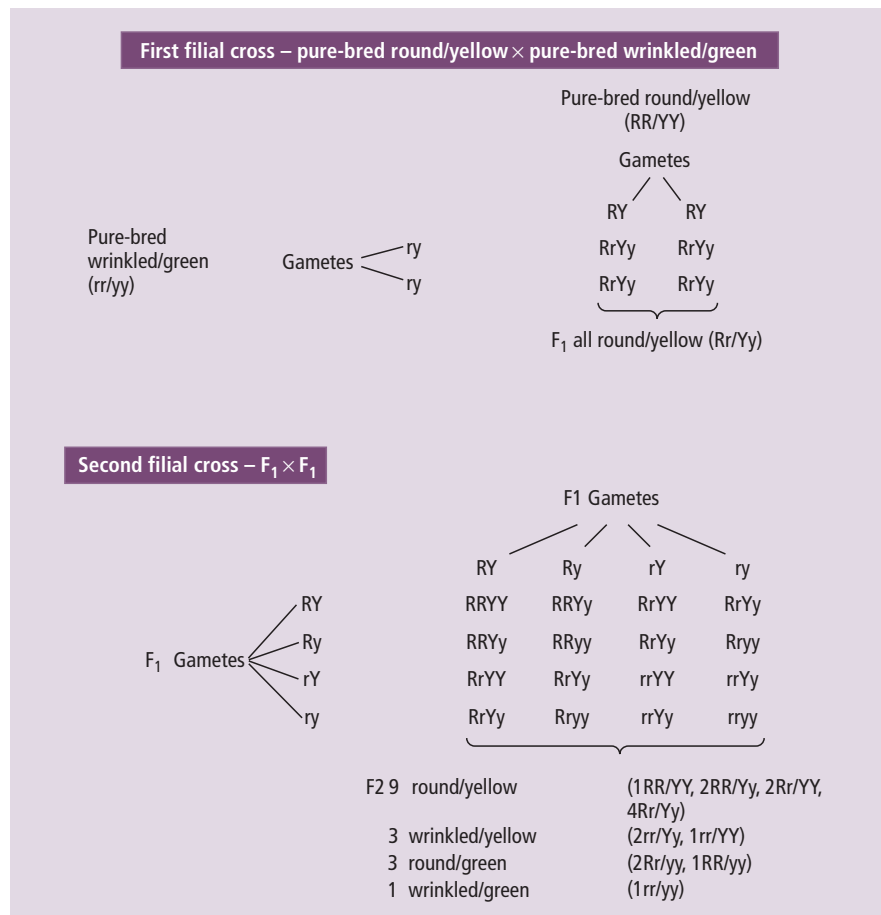 First filial cross – pure-bred round/yellow × pure-bred wrinkled/green
Pure-bred round/yellow
(RR/YY)
Gametes
RY RY
Pure-bred
wrinkled/green
(rr/yy)
Gametes
ry
ry
RrYy RrYy
RrYy RrYy
F₁ all round/yellow (Rr/Yy)
Second filial cross – F₁ × F₁
F1 Gametes
RY Ry rY ry
F₁ Gametes
RY RRYY RRYy RrYY RrYy
Ry RRYy RRyy RrYy Rryy
rY RrYY RrYy rrYY rrYy
ry RrYy Rryy rrYy rryy
F2 9 round/yellow (1RR/YY, 2RR/Yy, 2Rr/YY,
4Rr/Yy)
3 wrinkled/yellow (2rr/Yy, 1rr/YY)
3 round/green (2Rr/yy, 1RR/yy)
1 wrinkled/green (1rr/yy)